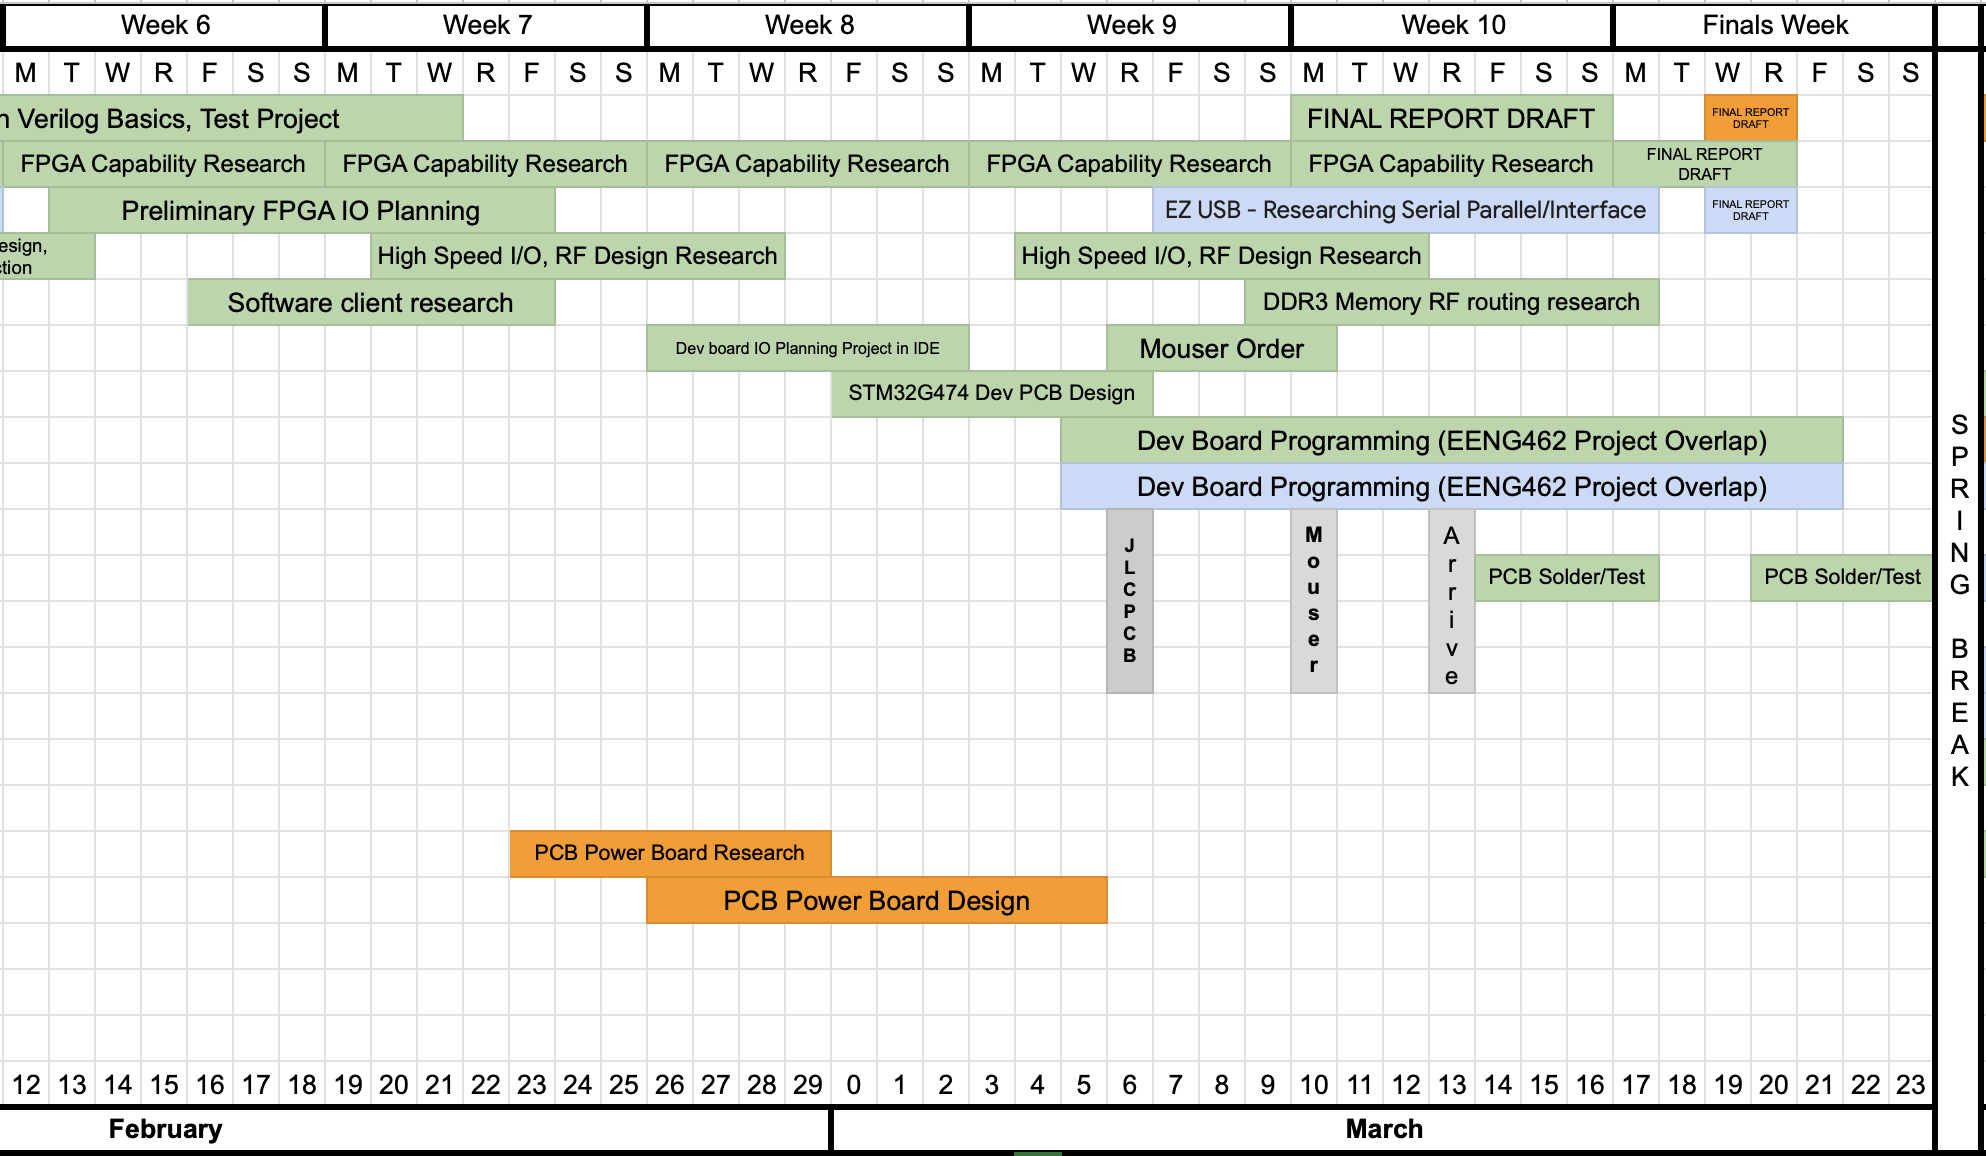 Week 6 Week 7 Week 8 Week 9 Week 10 Finals Week
M T W R F S S M T W R F S S M T W R F S S M T W R F S S M T W R F S S M T W R F S S
Verilog Basics, Test Project FINAL REPORT DRAFT FINAL REPORT
DRAFT
FPGA Capability Research FPGA Capability Research FPGA Capability Research FPGA Capability Research FPGA Capability Research FINAL REPORT
DRAFT
Preliminary FPGA IO Planning EZ USB - Researching Serial Parallel/Interface FINAL REPORT
DRAFT
esign,
ction
High Speed I/O, RF Design Research High Speed I/O, RF Design Research
Software client research DDR3 Memory RF routing research
Dev board IO Planning Project in IDE Mouser Order
STM32G474 Dev PCB Design
Dev Board Programming (EENG462 Project Overlap)
Dev Board Programming (EENG462 Project Overlap)
JLCPCB
Mouser
Arrive
PCB Solder/Test PCB Solder/Test
SPRING BREAK
PCB Power Board Research
PCB Power Board Design
12 13 14 15 16 17 18 19 20 21 22 23 24 25 26 27 28 29 0 1 2 3 4 5 6 7 8 9 10 11 12 13 14 15 16 17 18 19 20 21 22 23
February March